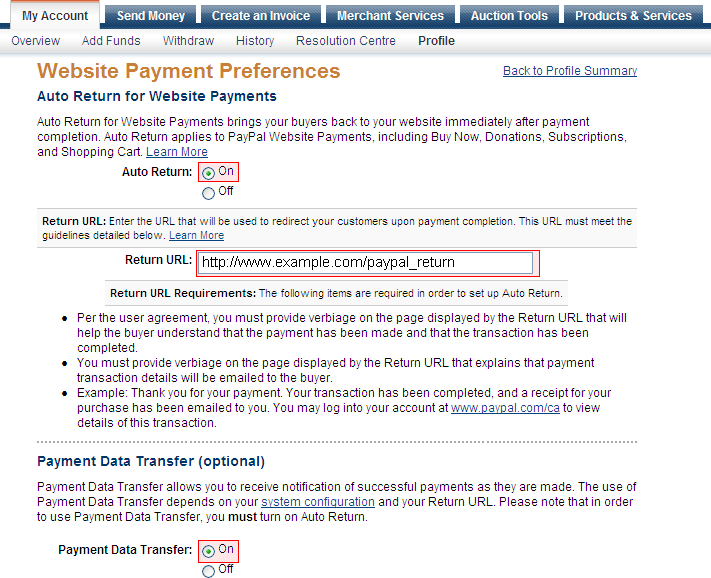 My Account Send Money Create an Invoice Merchant Services Auction Tools Products & Services
Overview Add Funds Withdraw History Resolution Centre Profile
Website Payment Preferences Back to Profile Summary
Auto Return for Website Payments
Auto Return for Website Payments brings your buyers back to your website immediately after payment
completion. Auto Return applies to PayPal Website Payments, including Buy Now, Donations, Subscriptions,
and Shopping Cart. Learn More
Auto Return: On
Off
Return URL: Enter the URL that will be used to redirect your customers upon payment completion. This URL must meet the
guidelines detailed below. Learn More
Return URL: http://www.example.com/paypal_return
Return URL Requirements: The following items are required in order to set up Auto Return.
• Per the user agreement, you must provide verbiage on the page displayed by the Return URL that will
help the buyer understand that the payment has been made and that the transaction has been
completed.
• You must provide verbiage on the page displayed by the Return URL that explains that payment
transaction details will be emailed to the buyer.
• Example: Thank you for your payment. Your transaction has been completed, and a receipt for your
purchase has been emailed to you. You may log into your account at www.paypal.com/ca to view
details of this transaction.
Payment Data Transfer (optional)
Payment Data Transfer allows you to receive notification of successful payments as they are made. The use of
Payment Data Transfer depends on your system configuration and your Return URL. Please note that in order
to use Payment Data Transfer, you must turn on Auto Return.
Payment Data Transfer: On
Off